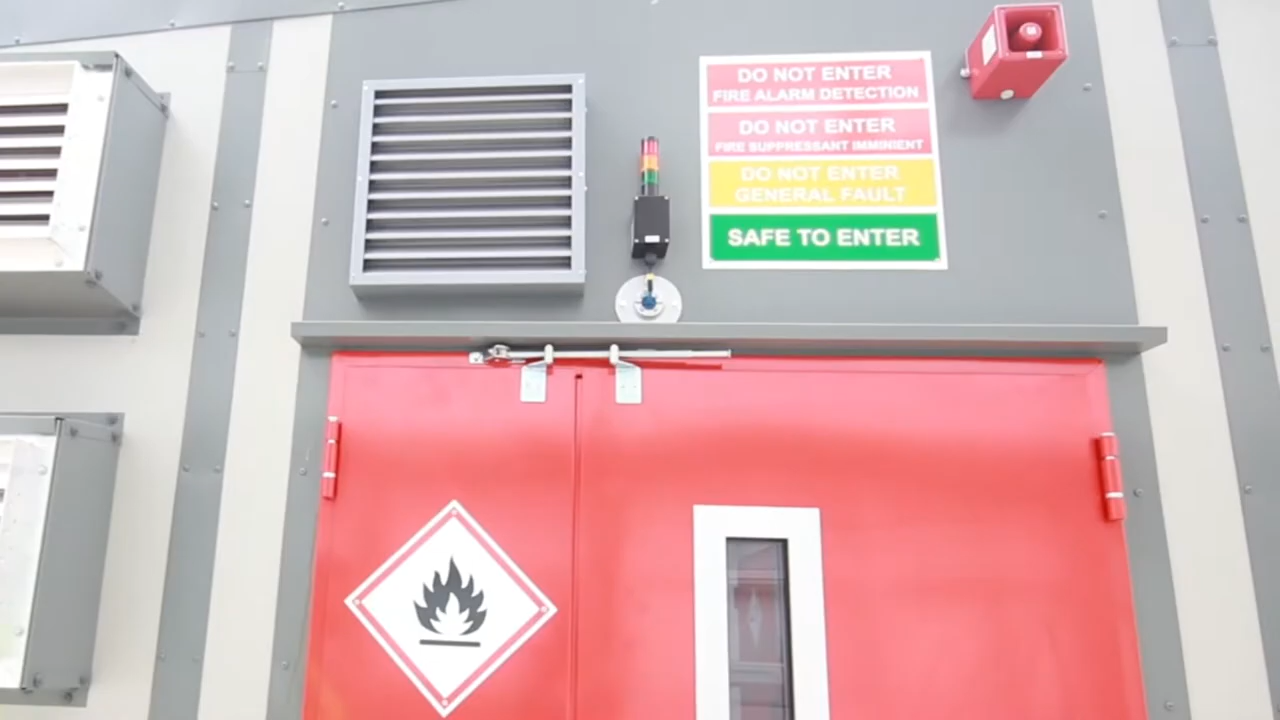 DO NOT ENTER
FIRE ALARM DETECTION
DO NOT ENTER
FIRE SUPPRESSANT IMMINIENT
DO NOT ENTER
GENERAL FAULT
SAFE TO ENTER